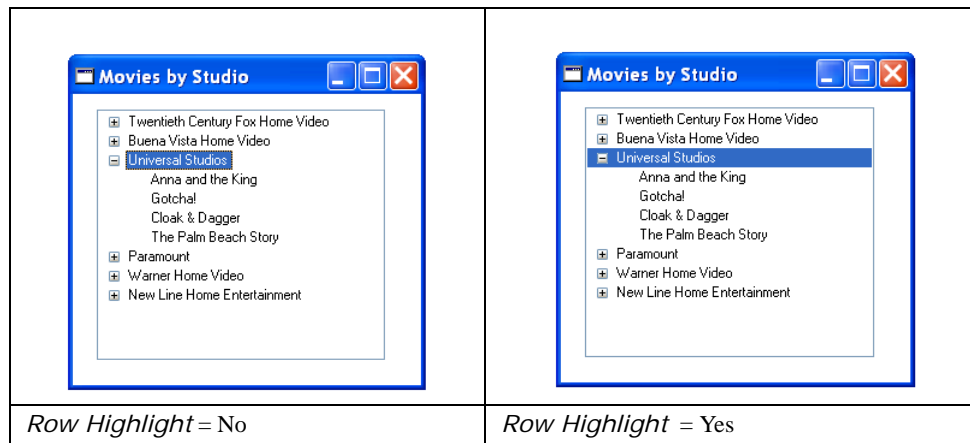 Movies by Studio
Twentieth Century Fox Home Video
Buena Vista Home Video
Universal Studios
Anna and the King
Gotcha!
Cloak & Dagger
The Palm Beach Story
Paramount
Warner Home Video
New Line Home Entertainment
Row Highlight = No
Movies by Studio
Twentieth Century Fox Home Video
Buena Vista Home Video
Universal Studios
Anna and the King
Gotcha!
Cloak & Dagger
The Palm Beach Story
Paramount
Warner Home Video
New Line Home Entertainment
Row Highlight = Yes